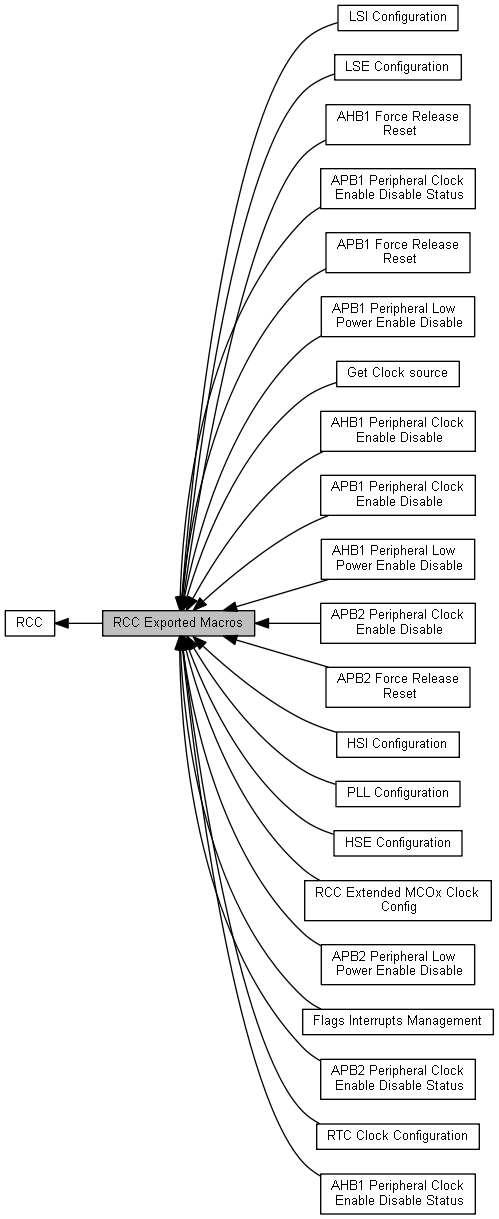 LSI Configuration
LSE Configuration
AHB1 Force Release
Reset
APB1 Peripheral Clock
Enable Disable Status
APB1 Force Release
Reset
APB1 Peripheral Low
Power Enable Disable
Get Clock source
AHB1 Peripheral Clock
Enable Disable
APB1 Peripheral Clock
Enable Disable
AHB1 Peripheral Low
Power Enable Disable
RCC
RCC Exported Macros
APB2 Peripheral Clock
Enable Disable
APB2 Force Release
Reset
HSI Configuration
PLL Configuration
HSE Configuration
RCC Extended MCOx Clock
Config
APB2 Peripheral Low
Power Enable Disable
Flags Interrupts Management
APB2 Peripheral Clock
Enable Disable Status
RTC Clock Configuration
AHB1 Peripheral Clock
Enable Disable Status